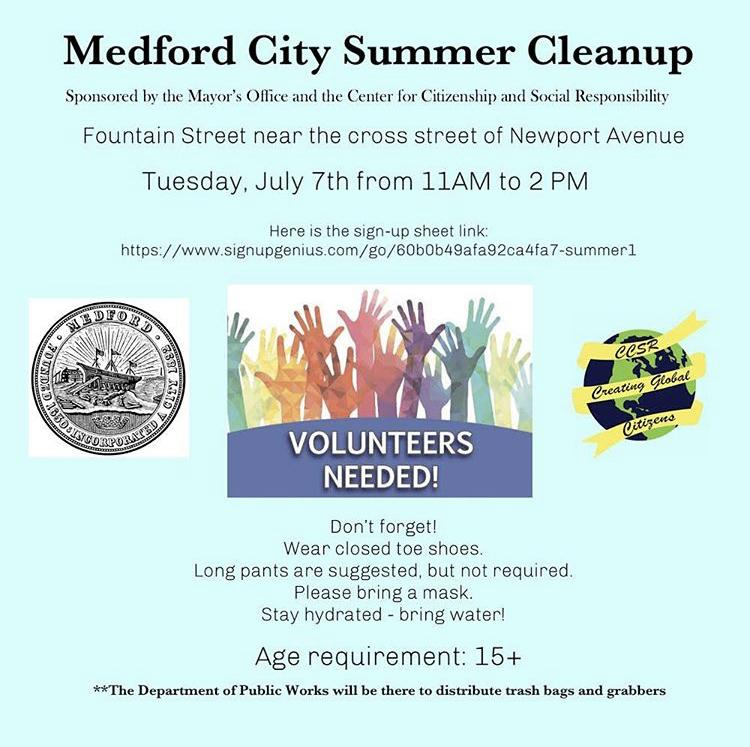 Medford City Summer Cleanup
Sponsored by the Mayor's Office and the Center for Citizenship and Social Responsibility
Fountain Street near the cross street of Newport Avenue
Tuesday, July 7th from 11AM to 2 PM
Here is the sign-up sheet link:
https://www.signupgenius.com/go/60b0b49afa92ca4fa7-summer1
MEDFORD
FOUNDED 1630 & INCORPORATED A CITY 1892
VOLUNTEERS
NEEDED!
CCSR
Creating Global
Citizens
Don't forget!
Wear closed toe shoes.
Long pants are suggested, but not required.
Please bring a mask.
Stay hydrated - bring water!
Age requirement: 15+
**The Department of Public Works will be there to distribute trash bags and grabbers